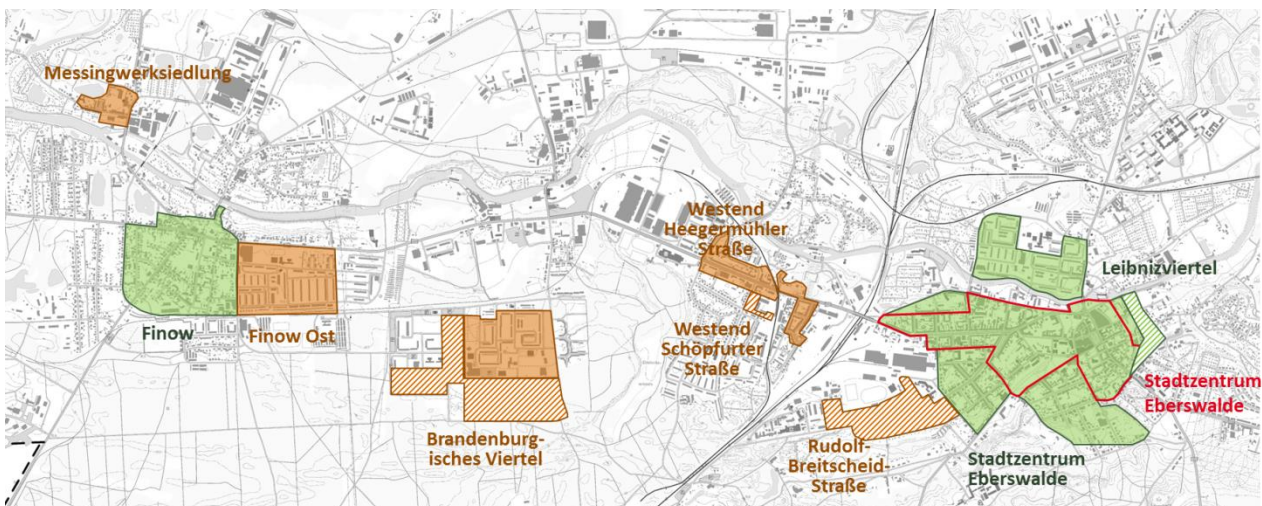 Messingwerksiedlung
Westend
Heegermühler
Straße
Leibnizviertel
Finow
Finow Ost
Westend
Schöpfurter
Straße
Stadtzentrum
Eberswalde
Brandenburg-
isches Viertel
Rudolf-
Breitscheid-
Straße
Stadtzentrum
Eberswalde